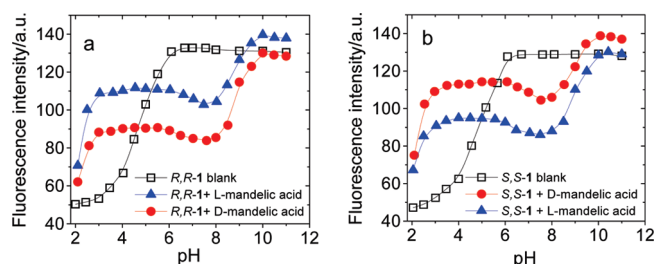 a
Fluorescence intensity/a.u.
140
120
100
80
60
40
R,R-1 blank
R,R-1+ L-mandelic acid
R,R-1+ D-mandelic acid
0 2 4 6 8 10 12
pH
b
Fluorescence intensity/a.u.
140
120
100
80
60
40
S,S-1 blank
S,S-1 + D-mandelic acid
S,S-1 + L-mandelic acid
0 2 4 6 8 10 12
pH